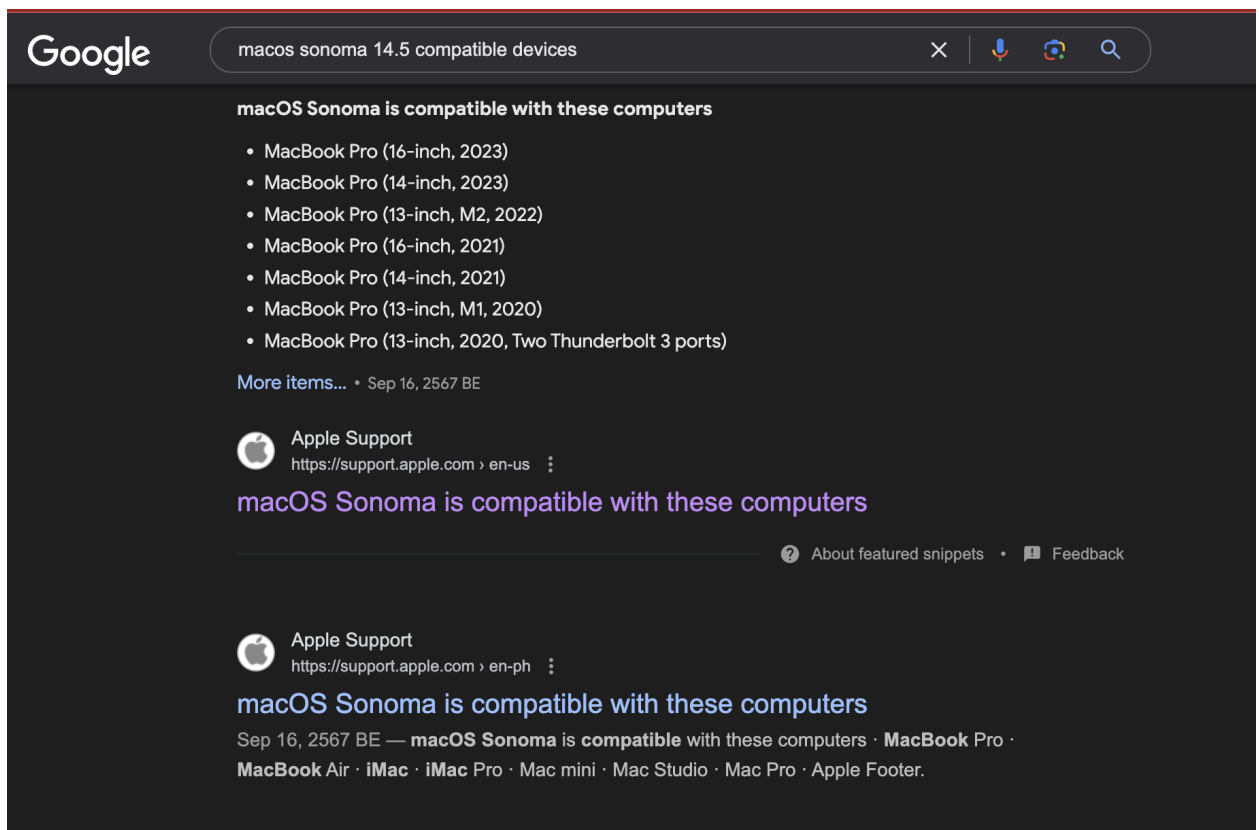 Google
macos sonoma 14.5 compatible devices
macOS Sonoma is compatible with these computers
• MacBook Pro (16-inch, 2023)
• MacBook Pro (14-inch, 2023)
• MacBook Pro (13-inch, M2, 2022)
• MacBook Pro (16-inch, 2021)
• MacBook Pro (14-inch, 2021)
• MacBook Pro (13-inch, M1, 2020)
• MacBook Pro (13-inch, 2020, Two Thunderbolt 3 ports)
More items... • Sep 16, 2567 BE
Apple Support
https://support.apple.com › en-us
macOS Sonoma is compatible with these computers
About featured snippets • Feedback
Apple Support
https://support.apple.com › en-ph
macOS Sonoma is compatible with these computers
Sep 16, 2567 BE — macOS Sonoma is compatible with these computers · MacBook Pro ·
MacBook Air · iMac · iMac Pro · Mac mini · Mac Studio · Mac Pro · Apple Footer.